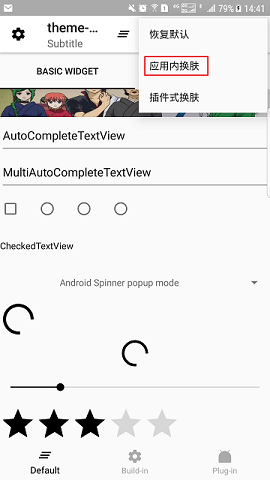 79% 14:41
theme-...
Subtitle
恢复默认
应用内换肤
插件式换肤
BASIC WIDGET
AutoCompleteTextView
MultiAutoCompleteTextView
CheckedTextView
Android Spinner popup mode
Default
Build-in
Plug-in